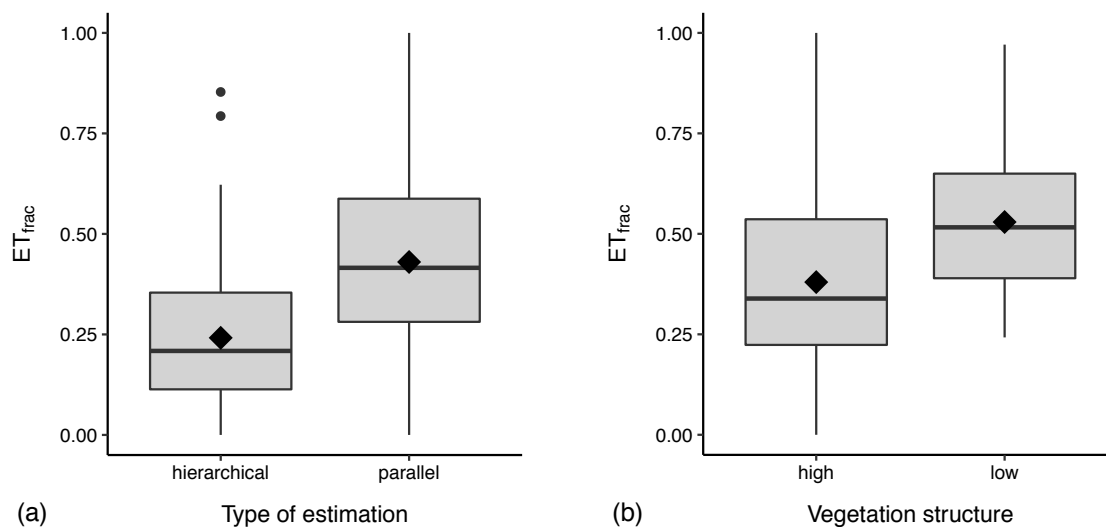 1.00
0.75
0.50
0.25
0.00
ETfrac
hierarchical parallel
(a) Type of estimation
1.00
0.75
0.50
0.25
0.00
ETfrac
high low
(b) Vegetation structure